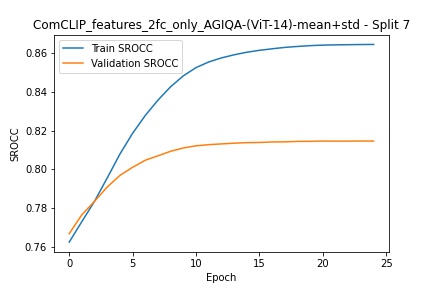 ComCLIP_features_2fc_only_AGIQA-(ViT-14)-mean+std - Split 7
Train SROCC
Validation SROCC
SROCC
0.86
0.84
0.82
0.80
0.78
0.76
0 5 10 15 20 25
Epoch